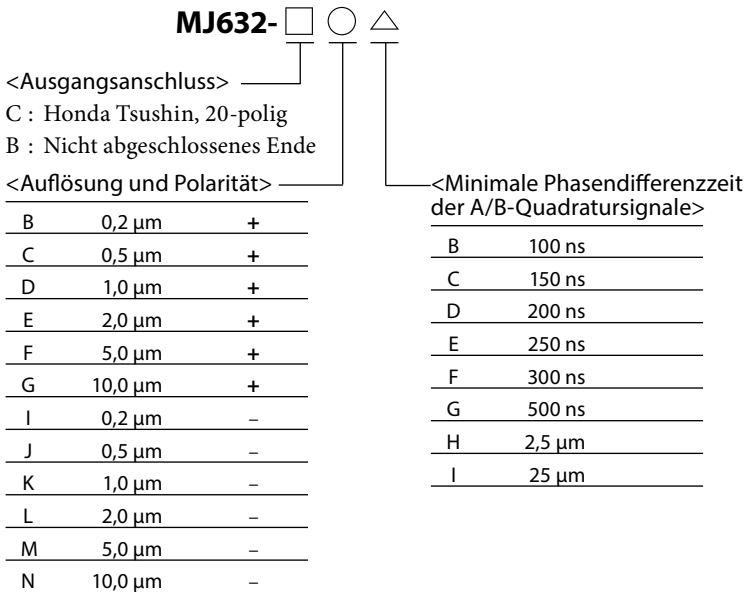 MJ632-□ ○ △
<Ausgangsanschluss>
C : Honda Tsushin, 20-polig
B : Nicht abgeschlossenes Ende
<Auflösung und Polarität>
B 0,2 µm +
C 0,5 µm +
D 1,0 µm +
E 2,0 µm +
F 5,0 µm +
G 10,0 µm +
I 0,2 µm –
J 0,5 µm –
K 1,0 µm –
L 2,0 µm –
M 5,0 µm –
N 10,0 µm –
<Minimale Phasendifferenzzeit
der A/B-Quadratursignale>
B 100 ns
C 150 ns
D 200 ns
E 250 ns
F 300 ns
G 500 ns
H 2,5 µm
I 25 µm